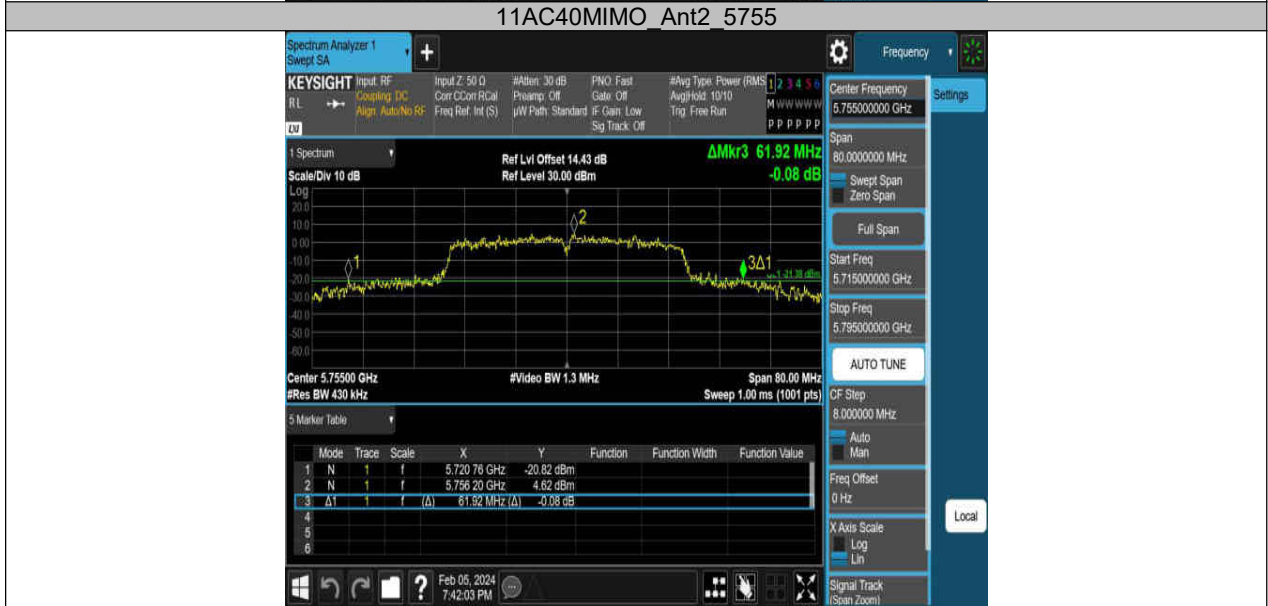 11AC40MIMO_Ant2_5755
Spectrum Analyzer 1
Swept SA
+
Frequency
KEYSIGHT
RL
Input: RF
Coupling: DC
Align: Auto/No RF
Input Z: 50 Ω
Corr CCorr RCal
Freq Ref: Int (S)
#Atten: 30 dB
Preamp: Off
µW Path: Standard
PNO: Fast
Gate: Off
IF Gain: Low
Sig Track: Off
#Avg Type: Power (RMS
Avg|Hold: 10/10
Trig: Free Run
1 2 3 4 5 6
M W W W W W
P P P P P P
1 Spectrum
Scale/Div 10 dB
Ref Lvl Offset 14.43 dB
Ref Level 30.00 dBm
ΔMkr3 61.92 MHz
-0.08 dB
Log
20.0
10.0
0.00
-10.0
-20.0
-30.0
-40.0
-50.0
-60.0
1
2
3Δ1
-21.38 dBm
Center 5.75500 GHz
#Video BW 1.3 MHz
Span 80.00 MHz
#Res BW 430 kHz
Sweep 1.00 ms (1001 pts)
5 Marker Table
Mode Trace Scale X Y Function Function Width Function Value
1 N 1 f 5.720 76 GHz -20.82 dBm
2 N 1 f 5.756 20 GHz 4.62 dBm
3 Δ1 1 f (Δ) 61.92 MHz (Δ) -0.08 dB
4
5
6
Feb 05, 2024
7:42:03 PM
?
Center Frequency
5.755000000 GHz
Settings
Span
80.0000000 MHz
Swept Span
Zero Span
Full Span
Start Freq
5.715000000 GHz
Stop Freq
5.795000000 GHz
AUTO TUNE
CF Step
8.000000 MHz
Auto
Man
Freq Offset
0 Hz
X Axis Scale
Log
Lin
Local
Signal Track
(Span Zoom)